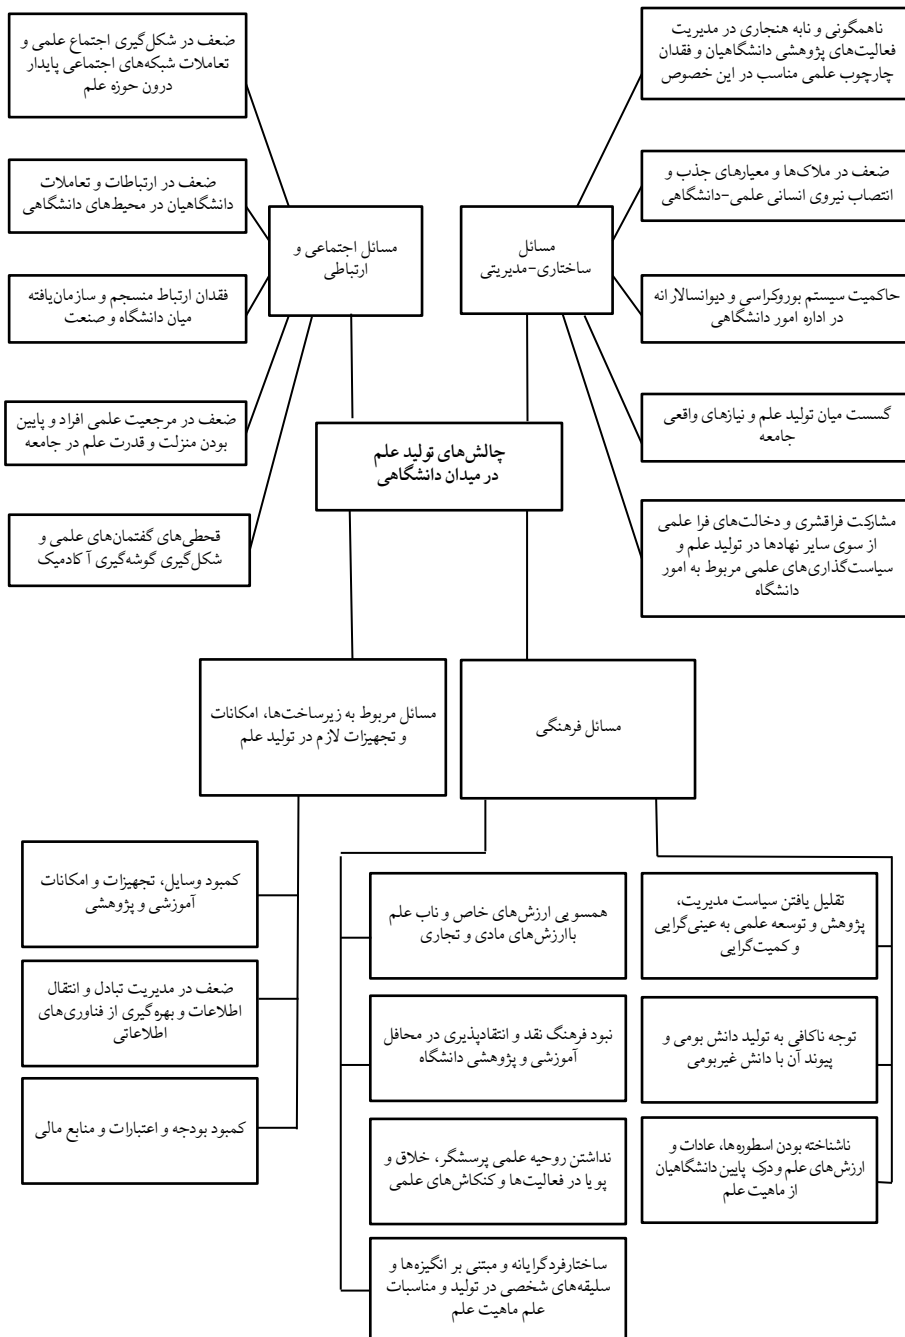 ناهمگونی و نابه هنجاری در مدیریت
فعالیت‌های پژوهشی دانشگاهیان و فقدان
چارچوب علمی مناسب در این خصوص
ضعف در ملاک‌ها و معیارهای جذب و
انتصاب نیروی انسانی علمی-دانشگاهی
حاکمیت سیستم بوروکراسی و دیوانسالارانه
در اداره امور دانشگاهی
گسست میان تولید علم و نیازهای واقعی
جامعه
مشارکت فراقشری و دخالت‌های فرا علمی
از سوی سایر نهادها در تولید علم و
سیاست‌گذاری‌های علمی مربوط به امور
دانشگاه
مسائل
ساختاری-مدیریتی
ضعف در شکل‌گیری اجتماع علمی و
تعاملات شبکه‌های اجتماعی پایدار
درون حوزه علم
ضعف در ارتباطات و تعاملات
دانشگاهیان در محیط‌های دانشگاهی
فقدان ارتباط منسجم و سازمان‌یافته
میان دانشگاه و صنعت
ضعف در مرجعیت علمی افراد و پایین
بودن منزلت و قدرت علم در جامعه
قحطی‌های گفتمان‌های علمی و
شکل‌گیری گوشه‌گیری آکادمیک
مسائل اجتماعی و
ارتباطی
چالش‌های تولید علم
در میدان دانشگاهی
مسائل فرهنگی
مسائل مربوط به زیرساخت‌ها، امکانات
و تجهیزات لازم در تولید علم
تقلیل یافتن سیاست مدیریت،
پژوهش و توسعه علمی به عینی‌گرایی
و کمیت‌گرایی
توجه ناکافی به تولید دانش بومی و
پیوند آن با دانش غیربومی
ناشناخته بودن اسطوره‌ها، عادات و
ارزش‌های علم و درک پایین دانشگاهیان
از ماهیت علم
همسویی ارزش‌های خاص و ناب علم
باارزش‌های مادی و تجاری
نبود فرهنگ نقد و انتقادپذیری در محافل
آموزشی و پژوهشی دانشگاه
نداشتن روحیه علمی پرسشگر، خلاق و
پویا در فعالیت‌ها و کنکاش‌های علمی
ساختارفردگرایانه و مبتنی بر انگیزه‌ها و
سلیقه‌های شخصی در تولید و مناسبات
علم ماهیت علم
کمبود وسایل، تجهیزات و امکانات
آموزشی و پژوهشی
ضعف در مدیریت تبادل و انتقال
اطلاعات و بهره‌گیری از فناوری‌های
اطلاعاتی
کمبود بودجه و اعتبارات و منابع مالی